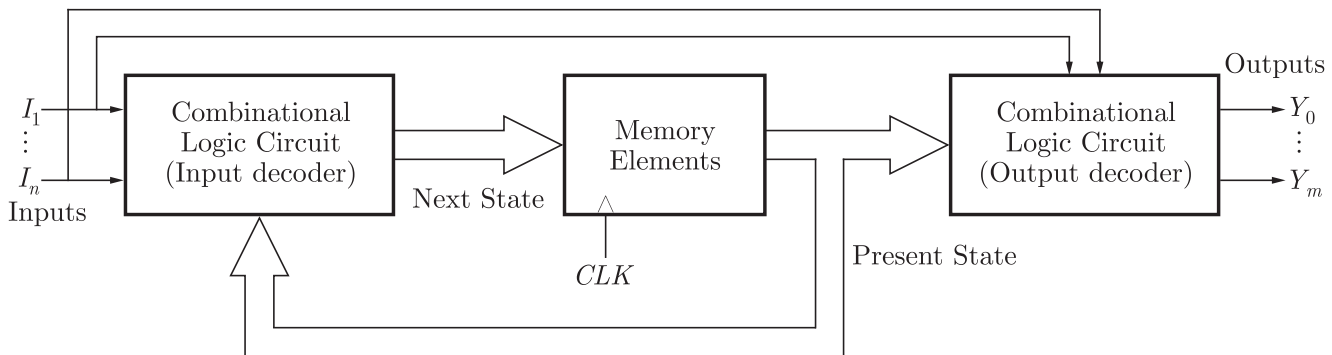 I₁
⋮
Iₙ
Inputs
Combinational
Logic Circuit
(Input decoder)
Next State
Memory
Elements
CLK
Present State
Combinational
Logic Circuit
(Output decoder)
Outputs
Y₀
⋮
Yₘ